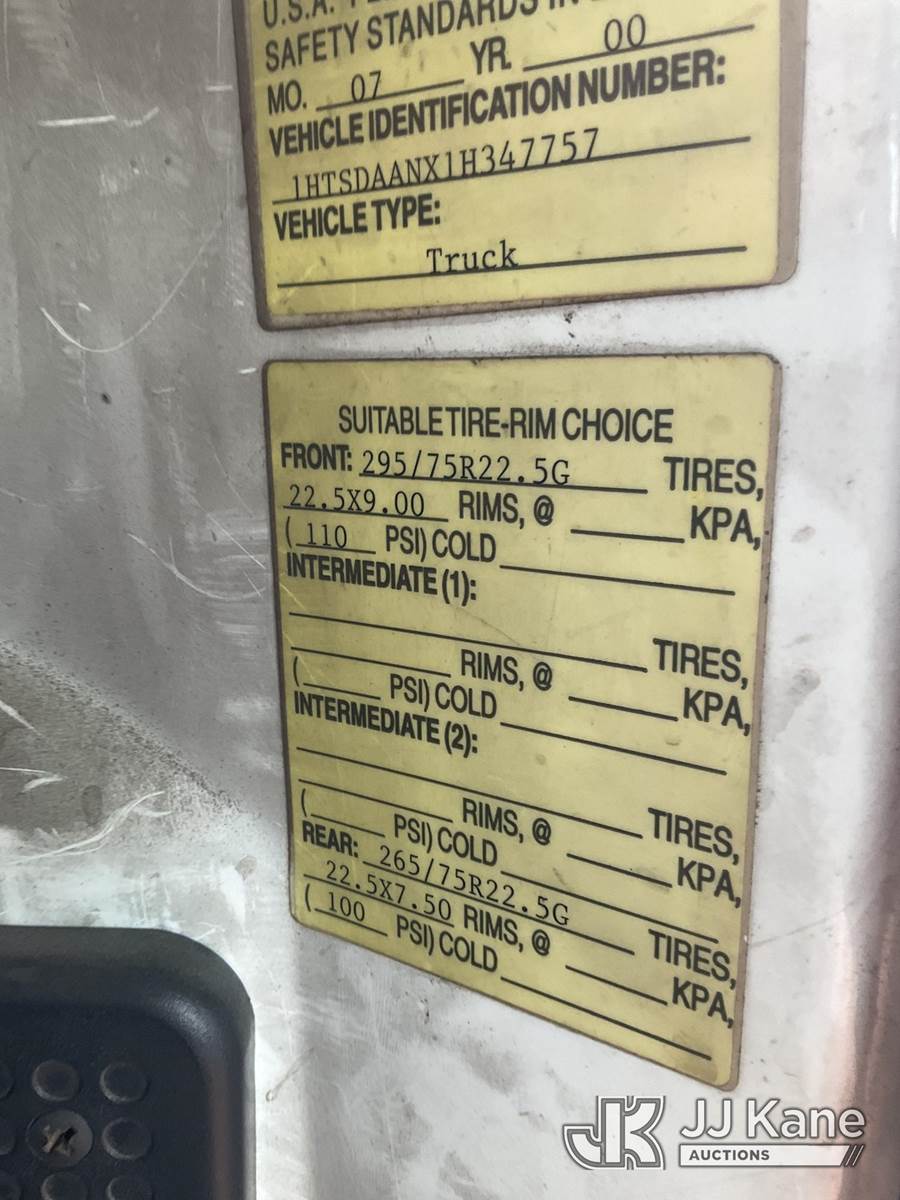 U.S.A.
SAFETY STANDARDS IN
MO. 07 YR. 00
VEHICLE IDENTIFICATION NUMBER:
1HTSDAANX1H347757
VEHICLE TYPE:
Truck
SUITABLE TIRE-RIM CHOICE
FRONT: 295/75R22.5G TIRES,
22.5X9.00 RIMS, @ KPA,
( 110 PSI) COLD
INTERMEDIATE (1):
TIRES,
RIMS, @ KPA,
( PSI) COLD
INTERMEDIATE (2):
TIRES,
RIMS, @ KPA,
( PSI) COLD
REAR: 265/75R22.5G TIRES,
22.5X7.50 RIMS, @ KPA,
( 100 PSI) COLD
JK JJ Kane
AUCTIONS